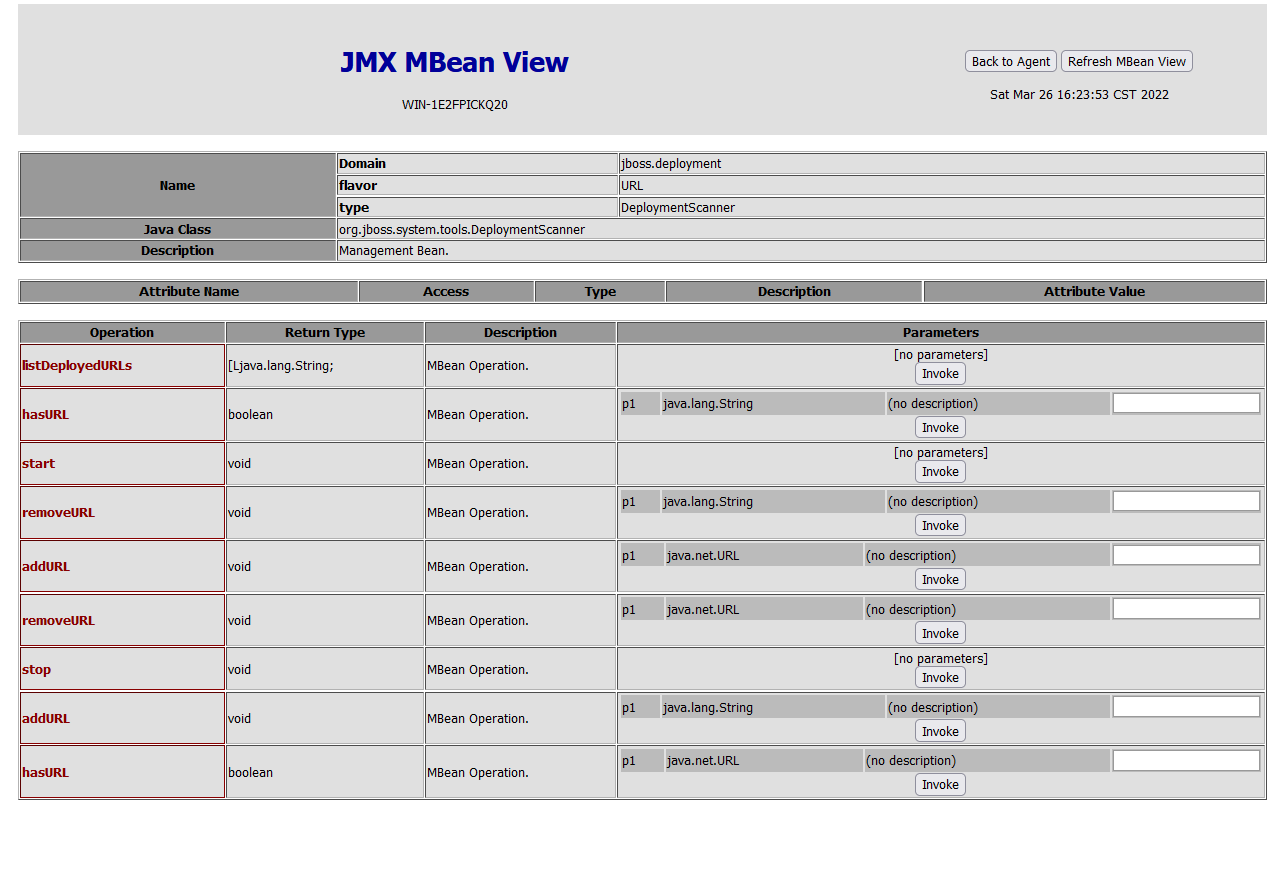 JMX MBean View
WIN-1E2FPICKQ20
Back to Agent Refresh MBean View
Sat Mar 26 16:23:53 CST 2022
Name
Domain jboss.deployment
flavor URL
type DeploymentScanner
Java Class org.jboss.system.tools.DeploymentScanner
Description Management Bean.
Attribute Name Access Type Description Attribute Value
Operation Return Type Description Parameters
listDeployedURLs [Ljava.lang.String; MBean Operation. [no parameters]
Invoke
hasURL boolean MBean Operation. p1 java.lang.String (no description)
Invoke
start void MBean Operation. [no parameters]
Invoke
removeURL void MBean Operation. p1 java.lang.String (no description)
Invoke
addURL void MBean Operation. p1 java.net.URL (no description)
Invoke
removeURL void MBean Operation. p1 java.net.URL (no description)
Invoke
stop void MBean Operation. [no parameters]
Invoke
addURL void MBean Operation. p1 java.lang.String (no description)
Invoke
hasURL boolean MBean Operation. p1 java.net.URL (no description)
Invoke